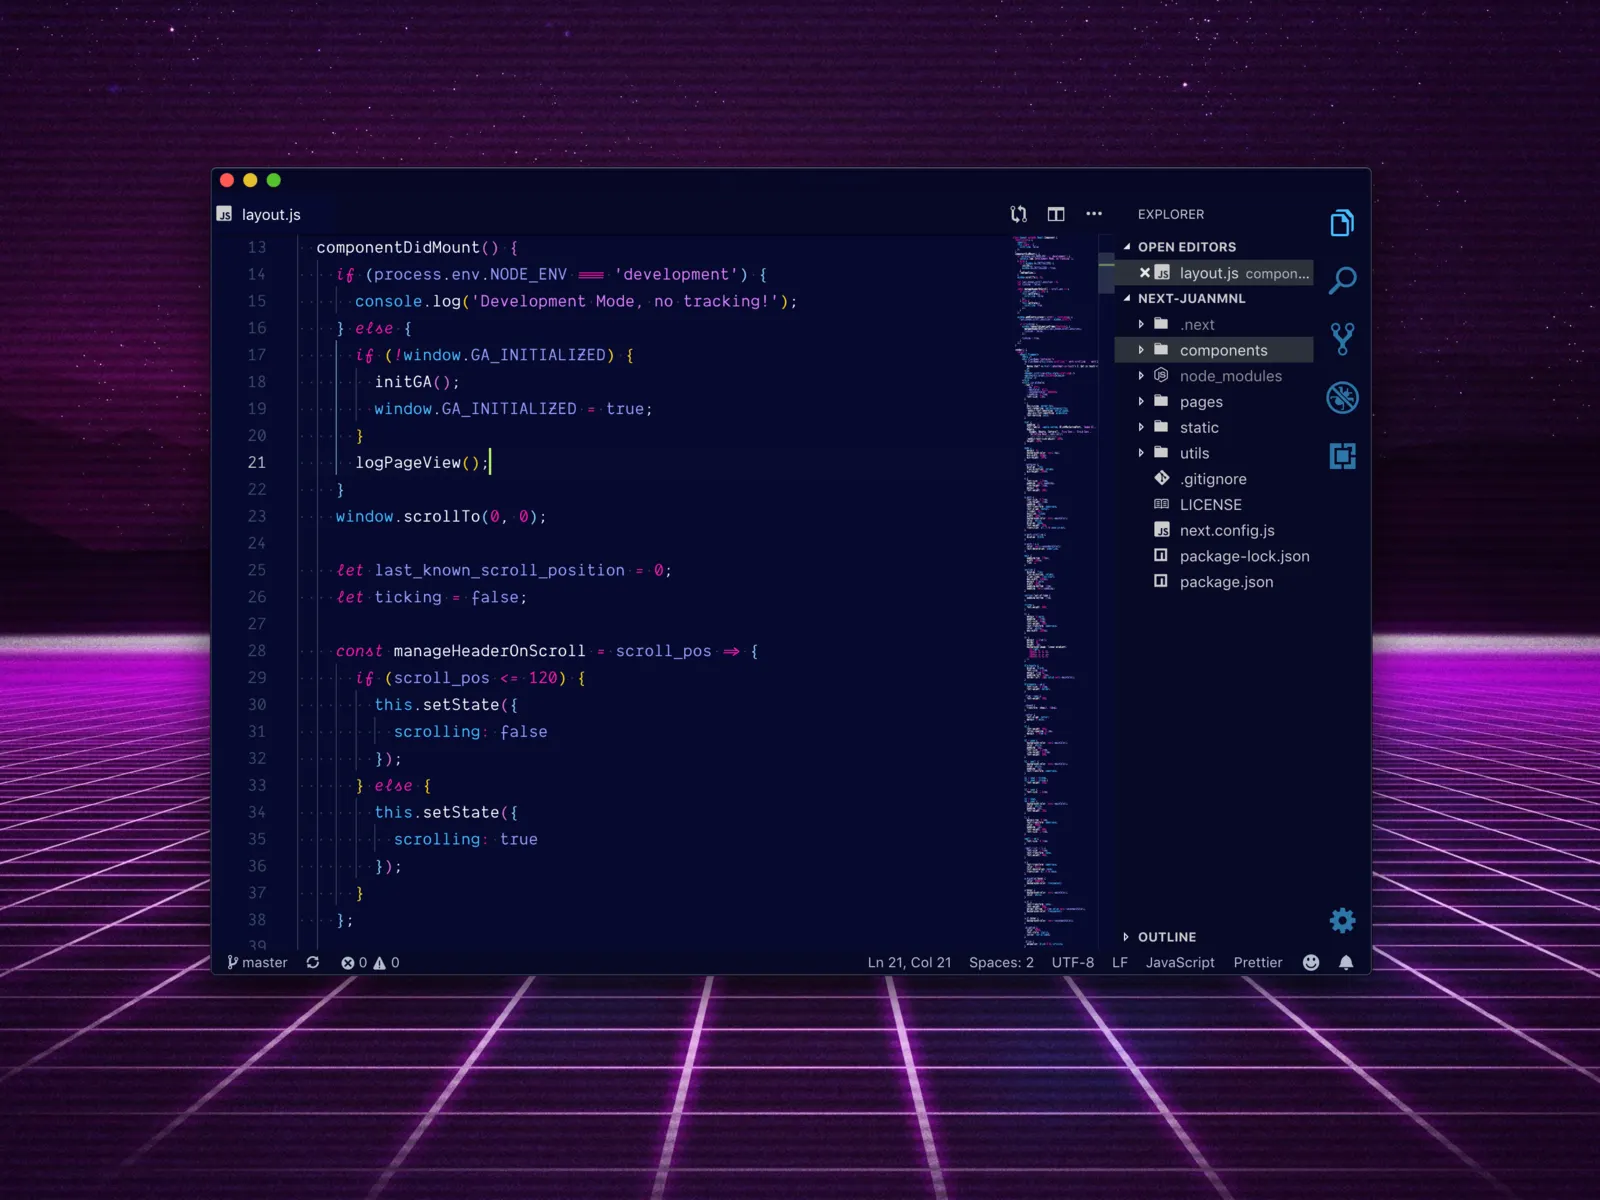 layout.js
13 componentDidMount() {
14 if (process.env.NODE_ENV === 'development') {
15 console.log('Development Mode, no tracking!');
16 } else {
17 if (!window.GA_INITIALIZED) {
18 initGA();
19 window.GA_INITIALIZED = true;
20 }
21 logPageView();
22 }
23 window.scrollTo(0, 0);
24
25 let last_known_scroll_position = 0;
26 let ticking = false;
27
28 const manageHeaderOnScroll = scroll_pos => {
29 if (scroll_pos <= 120) {
30 this.setState({
31 scrolling: false
32 });
33 } else {
34 this.setState({
35 scrolling: true
36 });
37 }
38 };
39
EXPLORER
OPEN EDITORS
JS layout.js compon...
NEXT-JUANMNL
.next
components
node_modules
pages
static
utils
.gitignore
LICENSE
JS next.config.js
package-lock.json
package.json
OUTLINE
master 0 0 Ln 21, Col 21 Spaces: 2 UTF-8 LF JavaScript Prettier